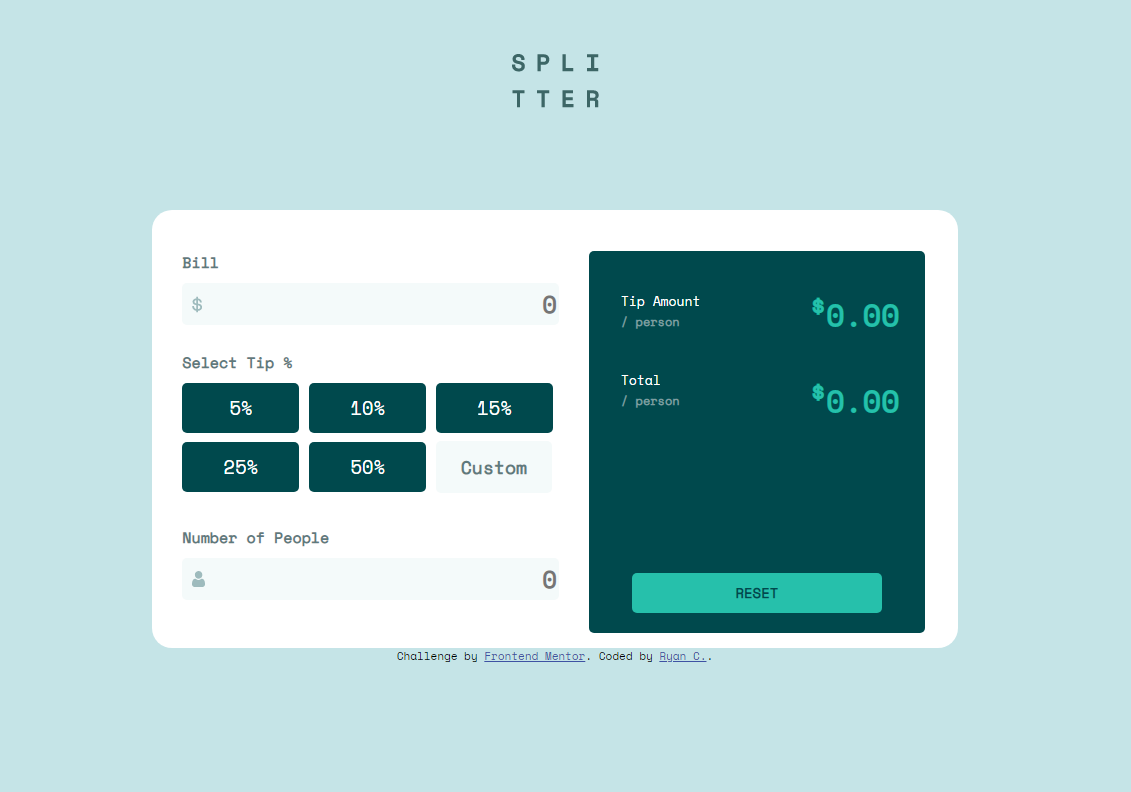 SPLI
TTER
Bill
$ 0
Select Tip %
5% 10% 15%
25% 50% Custom
Number of People
0
Tip Amount
/ person
$0.00
Total
/ person
$0.00
RESET
Challenge by Frontend Mentor. Coded by Ryan C..